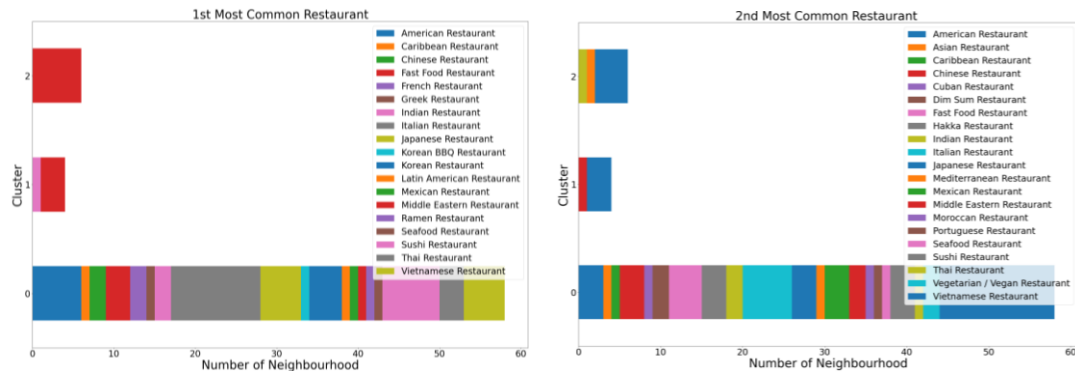 1st Most Common Restaurant
American Restaurant
Caribbean Restaurant
Chinese Restaurant
Fast Food Restaurant
French Restaurant
Greek Restaurant
Indian Restaurant
Italian Restaurant
Japanese Restaurant
Korean BBQ Restaurant
Korean Restaurant
Latin American Restaurant
Mexican Restaurant
Middle Eastern Restaurant
Ramen Restaurant
Seafood Restaurant
Sushi Restaurant
Thai Restaurant
Vietnamese Restaurant
2
1
0
Cluster
0 10 20 30 40 50 60
Number of Neighbourhood
2nd Most Common Restaurant
American Restaurant
Asian Restaurant
Caribbean Restaurant
Chinese Restaurant
Cuban Restaurant
Dim Sum Restaurant
Fast Food Restaurant
Hakka Restaurant
Indian Restaurant
Italian Restaurant
Japanese Restaurant
Mediterranean Restaurant
Mexican Restaurant
Middle Eastern Restaurant
Moroccan Restaurant
Portuguese Restaurant
Seafood Restaurant
Sushi Restaurant
Thai Restaurant
Vegetarian / Vegan Restaurant
Vietnamese Restaurant
2
1
0
Cluster
0 10 20 30 40 50 60
Number of Neighbourhood